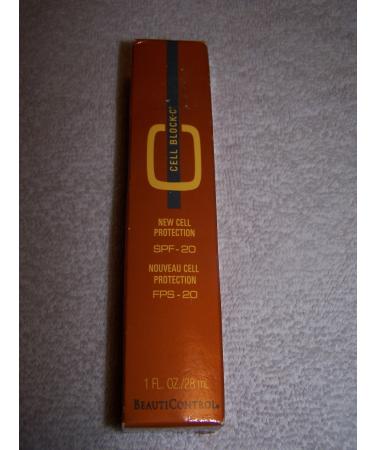 CELL BLOCK-C®
NEW CELL
PROTECTION
SPF-20
NOUVEAU CELL
PROTECTION
FPS-20
1 FL. OZ./28 mL
BEAUTICONTROL®